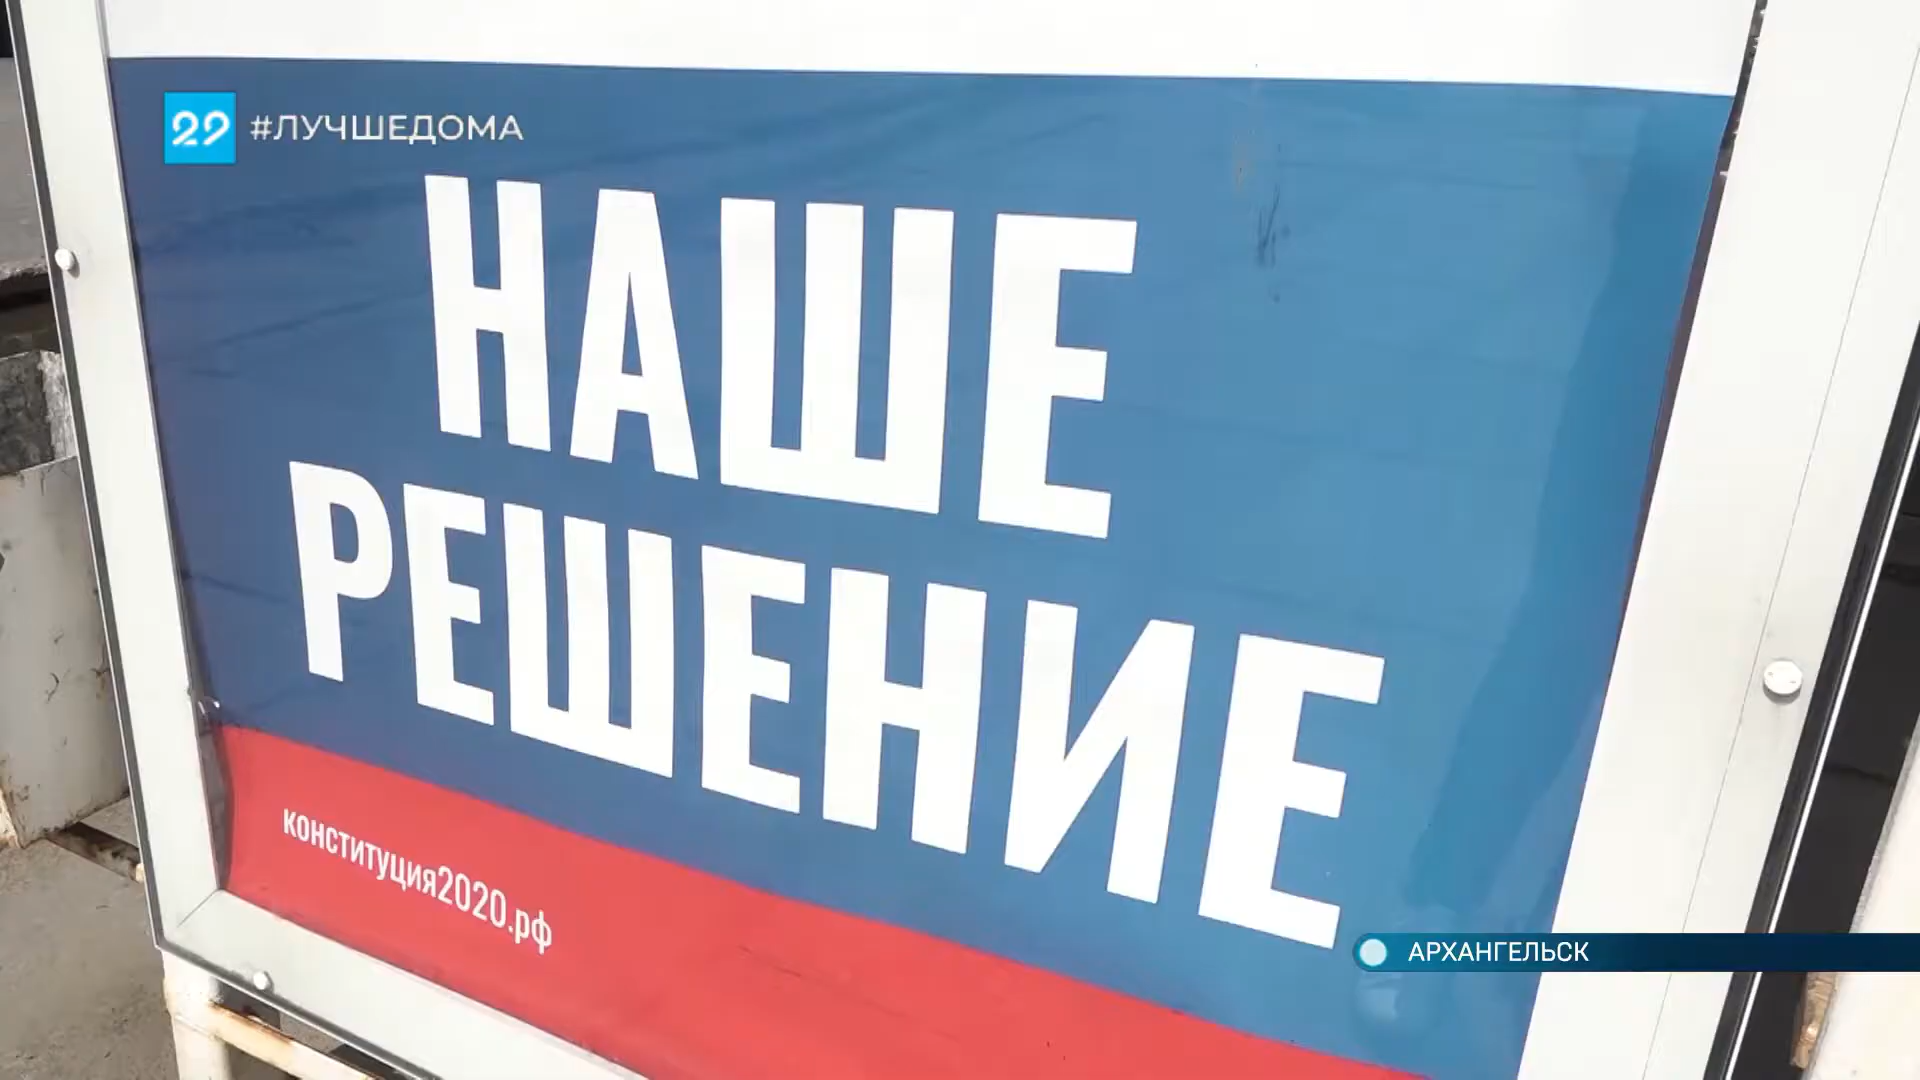 29 #ЛУЧШЕДОМА
НАШЕ
РЕШЕНИЕ
конституция2020.рф
АРХАНГЕЛЬСК